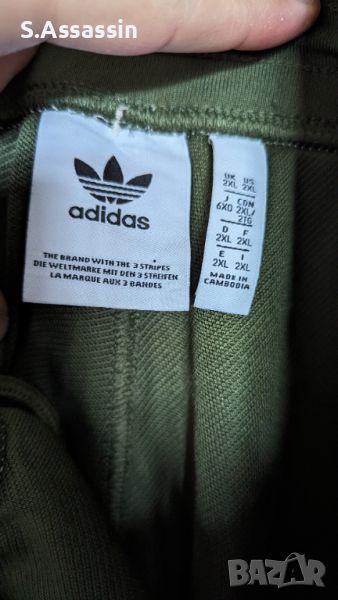 S.Assassin
adidas
THE BRAND WITH THE 3 STRIPES
DIE WELTMARKE MIT DEN 3 STREIFEN
LA MARQUE AUX 3 BANDES
UK US
2XL 2XL
J CDN
6XO 2XL/
2TG
D F
2XL 2XL
E I
2XL 2XL
MADE IN
CAMBODIA
BAZAR